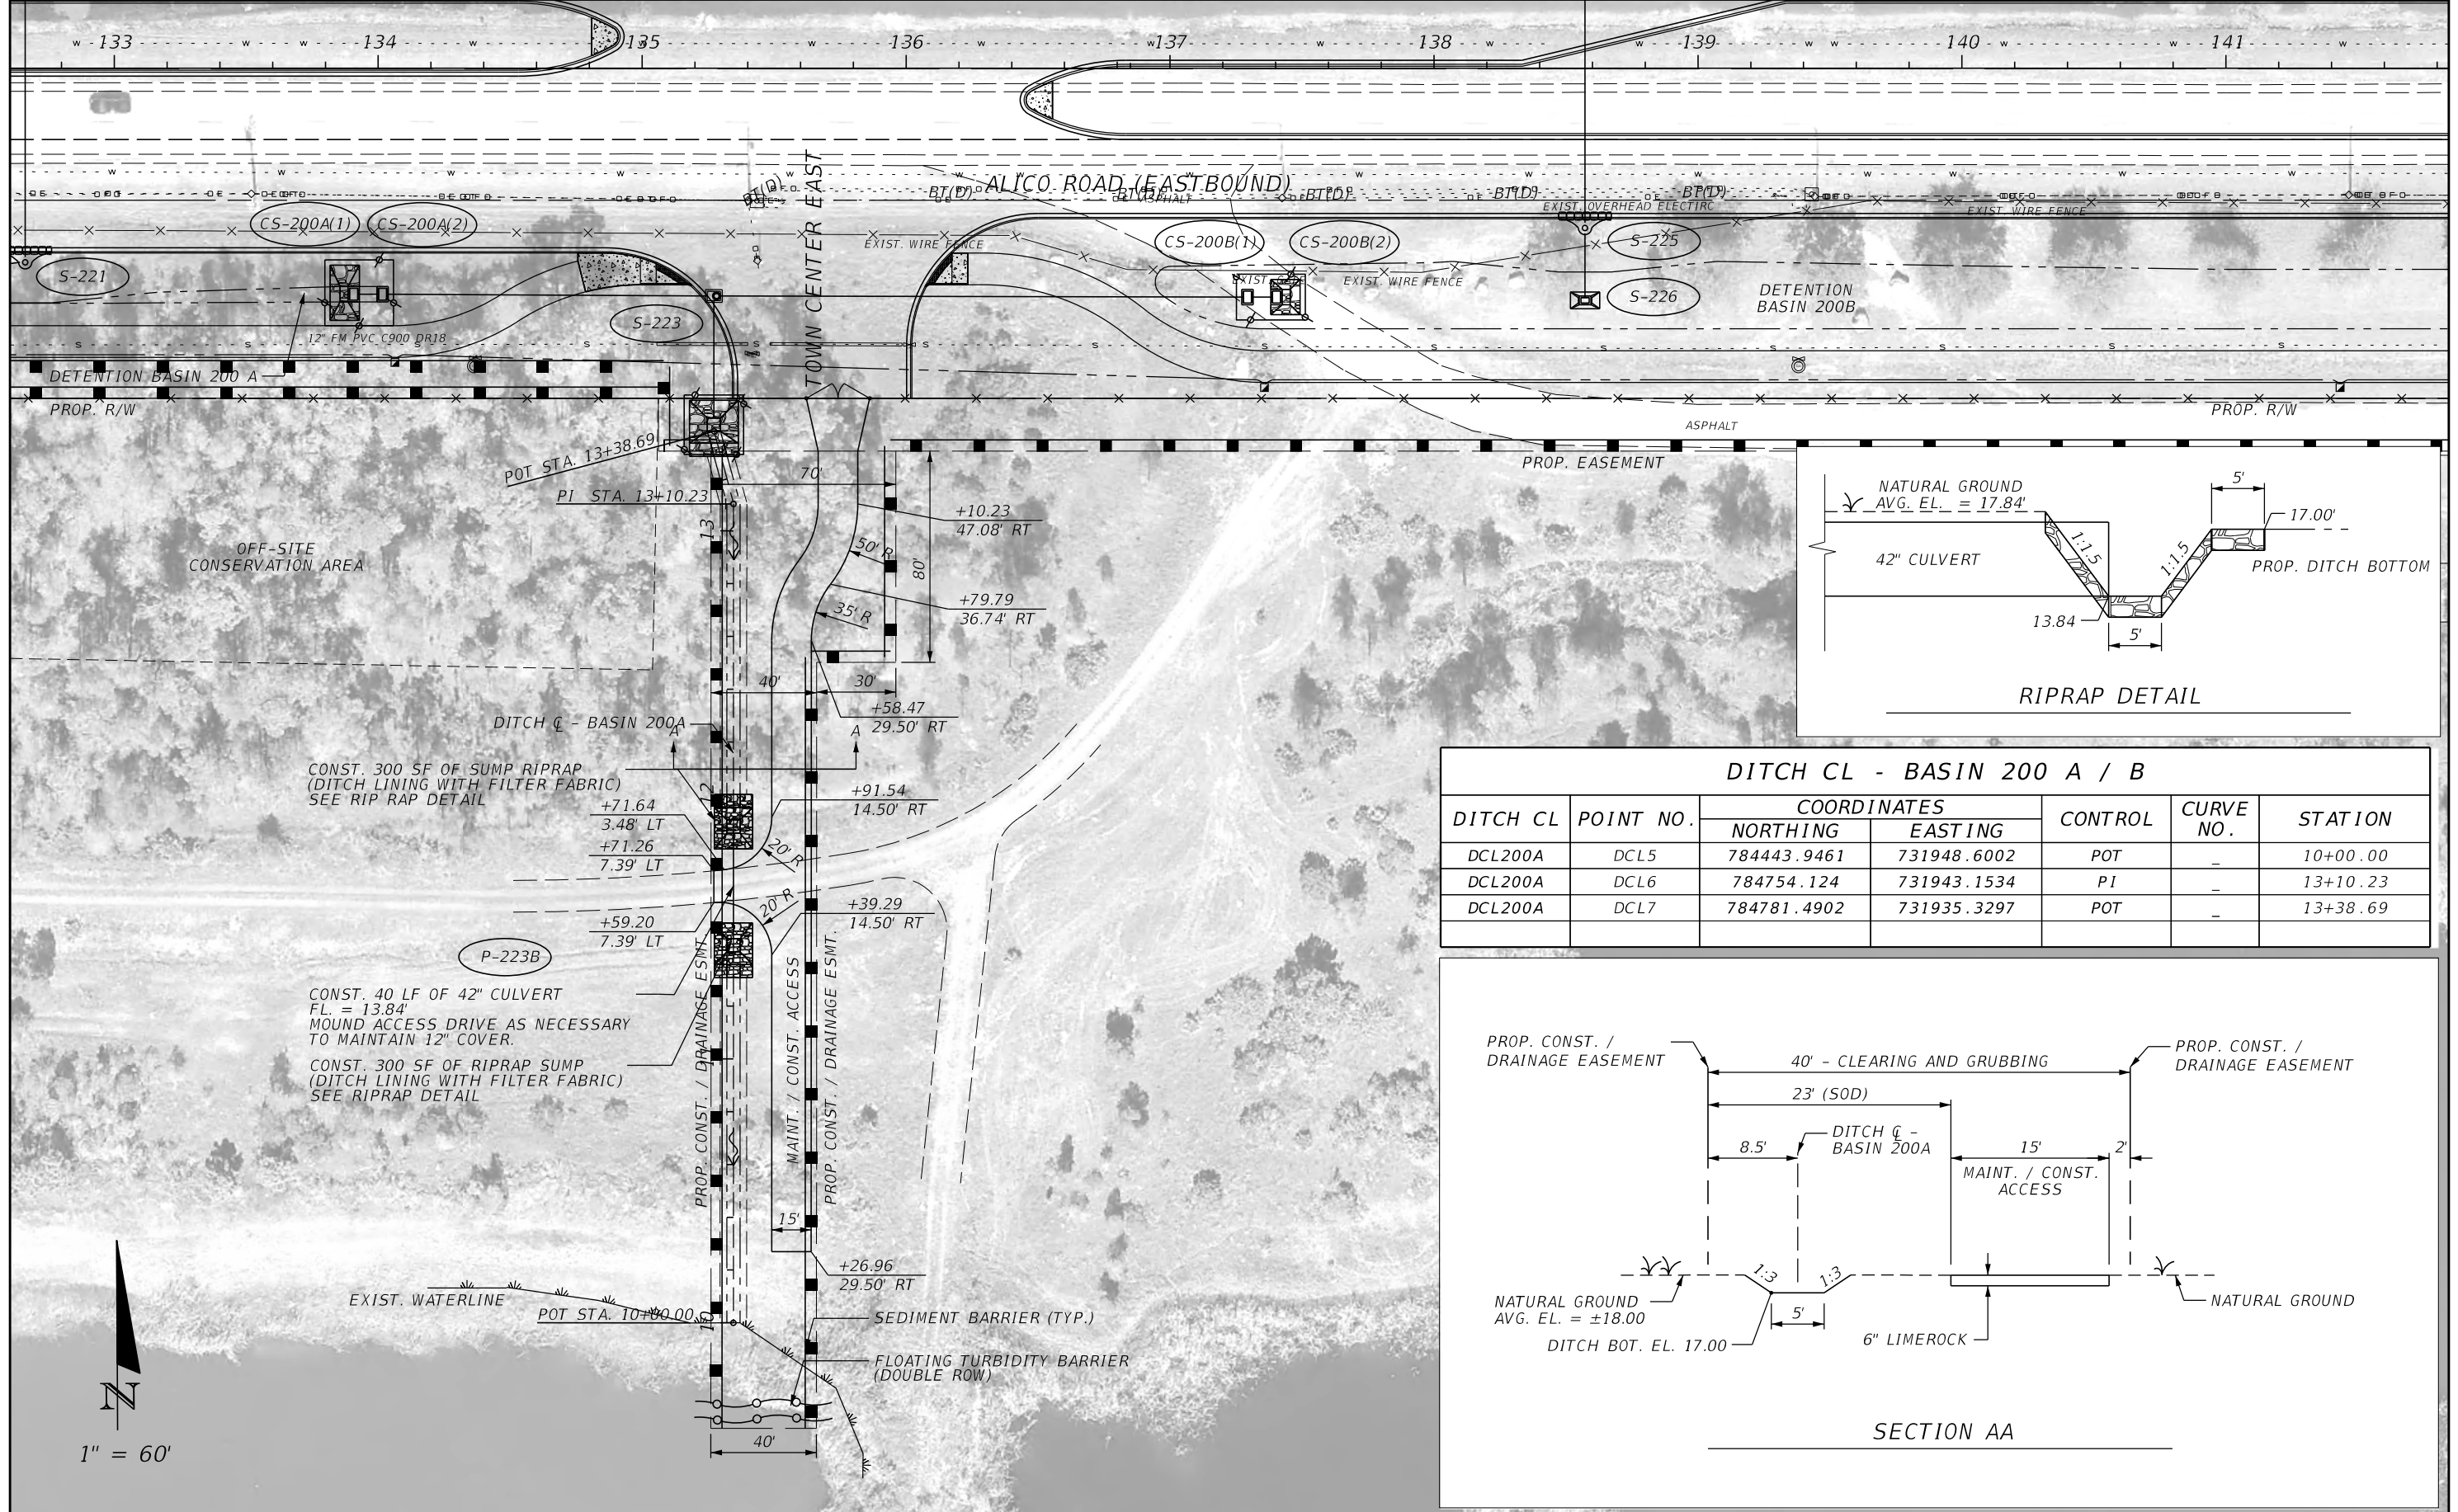 133 134 135 136 137 138 139 140 141
ALICO ROAD (EASTBOUND)
TOWN CENTER EAST
BT(D) BT(D) BT(D) BT(D) BT(D) BT(D)
ASPHALT
EXIST. OVERHEAD ELECTIRC
EXIST. WIRE FENCE
CS-200A(1) CS-200A(2)
EXIST. WIRE FENCE
CS-200B(1) CS-200B(2)
S-225
S-221
EXIST. WIRE FENCE
S-226
DETENTION
BASIN 200B
S-223
12" FM PVC C900 DR18
DETENTION BASIN 200 A
PROP. R/W
PROP. R/W
ASPHALT
PROP. EASEMENT
POT STA. 13+38.69
PI STA. 13+10.23
70'
13
+10.23
47.08' RT
50' R
80'
OFF-SITE
CONSERVATION AREA
+79.79
36.74' RT
35' R
40'
30'
+58.47
29.50' RT
DITCH ℄ - BASIN 200A
A A
CONST. 300 SF OF SUMP RIPRAP
(DITCH LINING WITH FILTER FABRIC)
SEE RIP RAP DETAIL
12
+91.54
14.50' RT
+71.64
3.48' LT
+71.26
7.39' LT
20' R
20' R
+39.29
14.50' RT
+59.20
7.39' LT
P-223B
CONST. 40 LF OF 42" CULVERT
FL. = 13.84'
MOUND ACCESS DRIVE AS NECESSARY
TO MAINTAIN 12" COVER.
CONST. 300 SF OF RIPRAP SUMP
(DITCH LINING WITH FILTER FABRIC)
SEE RIPRAP DETAIL
PROP. CONST. / DRAINAGE ESMT.
MAINT. / CONST. ACCESS
PROP. CONST. / DRAINAGE ESMT.
15'
+26.96
29.50' RT
EXIST. WATERLINE
POT STA. 10+00.00
10
SEDIMENT BARRIER (TYP.)
FLOATING TURBIDITY BARRIER
(DOUBLE ROW)
40'
N
1" = 60'
NATURAL GROUND
AVG. EL. = 17.84'
5'
17.00'
1:1.5
1:1.5
42" CULVERT
PROP. DITCH BOTTOM
13.84
5'
RIPRAP DETAIL
DITCH CL - BASIN 200 A / B
DITCH CL POINT NO. COORDINATES CONTROL CURVE NO. STATION
NORTHING EASTING
DCL200A DCL5 784443.9461 731948.6002 POT _ 10+00.00
DCL200A DCL6 784754.124 731943.1534 PI _ 13+10.23
DCL200A DCL7 784781.4902 731935.3297 POT _ 13+38.69
PROP. CONST. /
DRAINAGE EASEMENT
40' - CLEARING AND GRUBBING
PROP. CONST. /
DRAINAGE EASEMENT
23' (SOD)
8.5'
DITCH ℄ -
BASIN 200A
15'
2'
MAINT. / CONST.
ACCESS
1:3
1:3
NATURAL GROUND
AVG. EL. = ±18.00
5'
DITCH BOT. EL. 17.00
6" LIMEROCK
NATURAL GROUND
SECTION AA